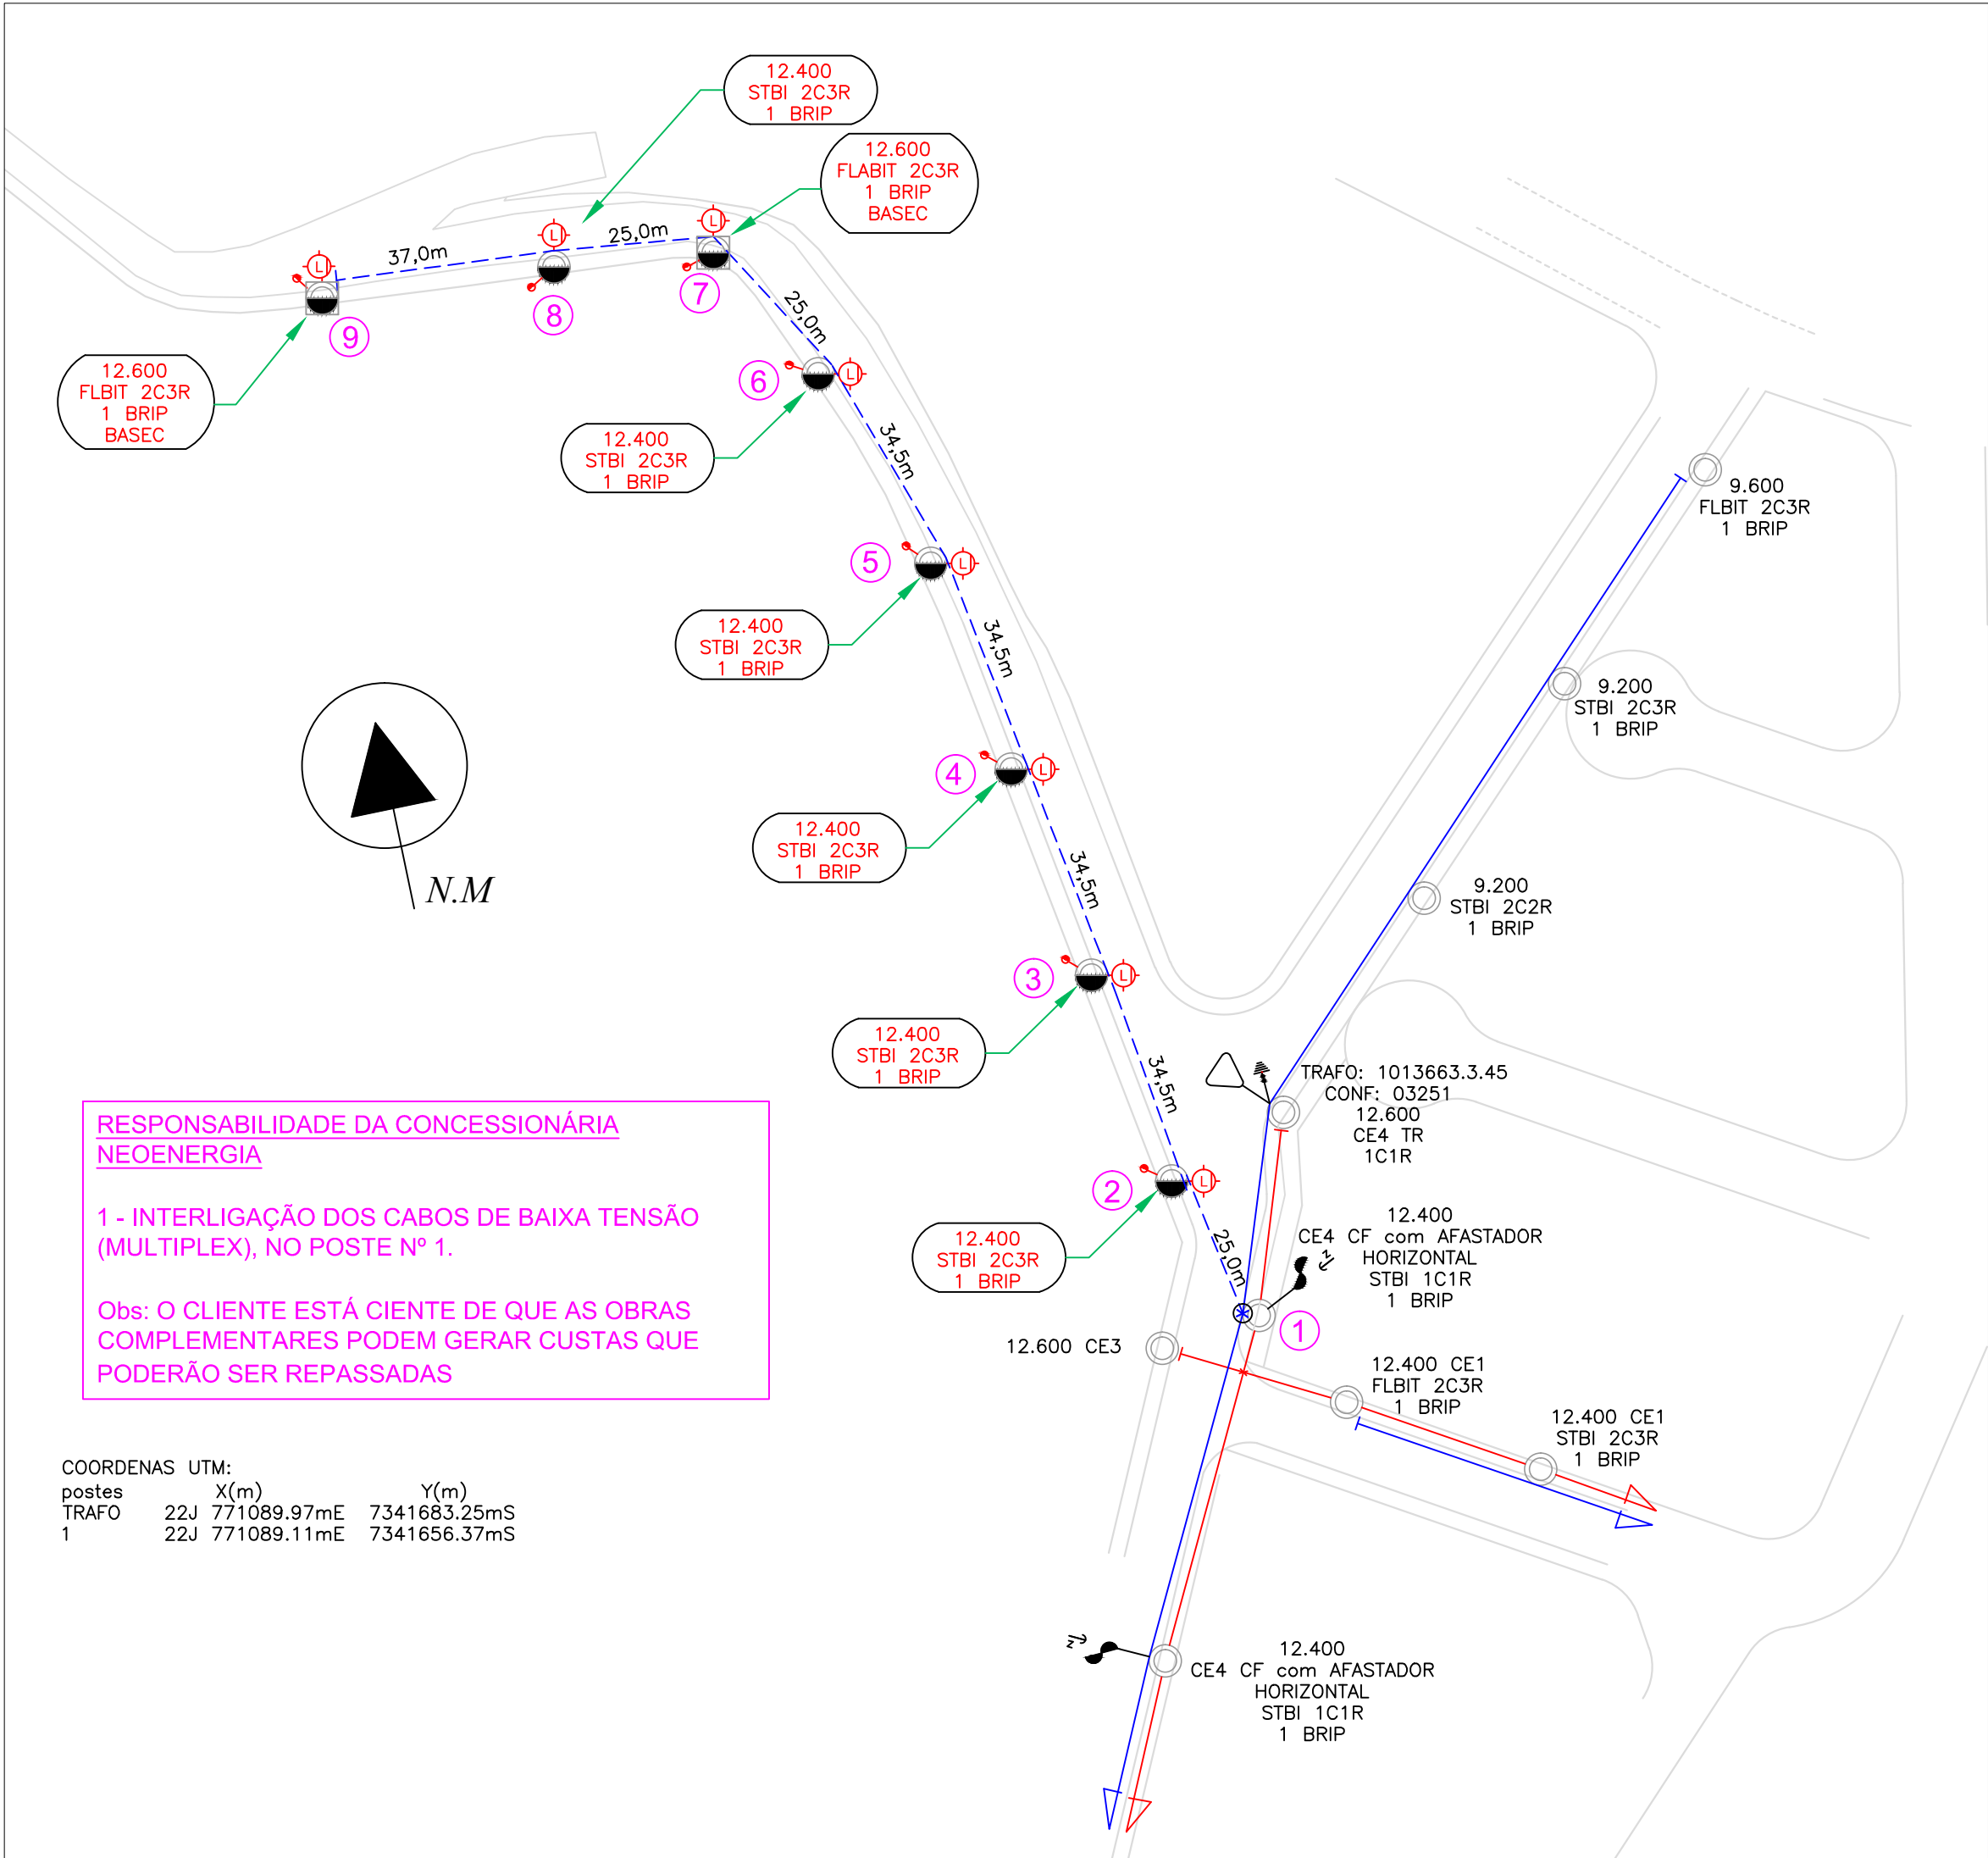 12.400
STBI 2C3R
1 BRIP
12.600
FLABIT 2C3R
1 BRIP
BASEC
L
L
L
37,0m
25,0m
7
8
9
25,0m
12.600
FLBIT 2C3R
1 BRIP
BASEC
6
L
34,5m
12.400
STBI 2C3R
1 BRIP
9.600
FLBIT 2C3R
1 BRIP
5
L
34,5m
12.400
STBI 2C3R
1 BRIP
9.200
STBI 2C3R
1 BRIP
4
L
34,5m
12.400
STBI 2C3R
1 BRIP
N.M
9.200
STBI 2C2R
1 BRIP
3
L
34,5m
12.400
STBI 2C3R
1 BRIP
TRAFO: 1013663.3.45
CONF: 03251
12.600
CE4 TR
1C1R
2
L
25,0m
12.400
STBI 2C3R
1 BRIP
12.400
CE4 CF com AFASTADOR
HORIZONTAL
STBI 1C1R
1 BRIP
1
RESPONSABILIDADE DA CONCESSIONÁRIA
NEOENERGIA
1 - INTERLIGAÇÃO DOS CABOS DE BAIXA TENSÃO
(MULTIPLEX), NO POSTE Nº 1.
Obs: O CLIENTE ESTÁ CIENTE DE QUE AS OBRAS
COMPLEMENTARES PODEM GERAR CUSTAS QUE
PODERÃO SER REPASSADAS
12.600 CE3
12.400 CE1
FLBIT 2C3R
1 BRIP
12.400 CE1
STBI 2C3R
1 BRIP
COORDENAS UTM:
postes X(m) Y(m)
TRAFO 22J 771089.97mE 7341683.25mS
1 22J 771089.11mE 7341656.37mS
12.400
CE4 CF com AFASTADOR
HORIZONTAL
STBI 1C1R
1 BRIP